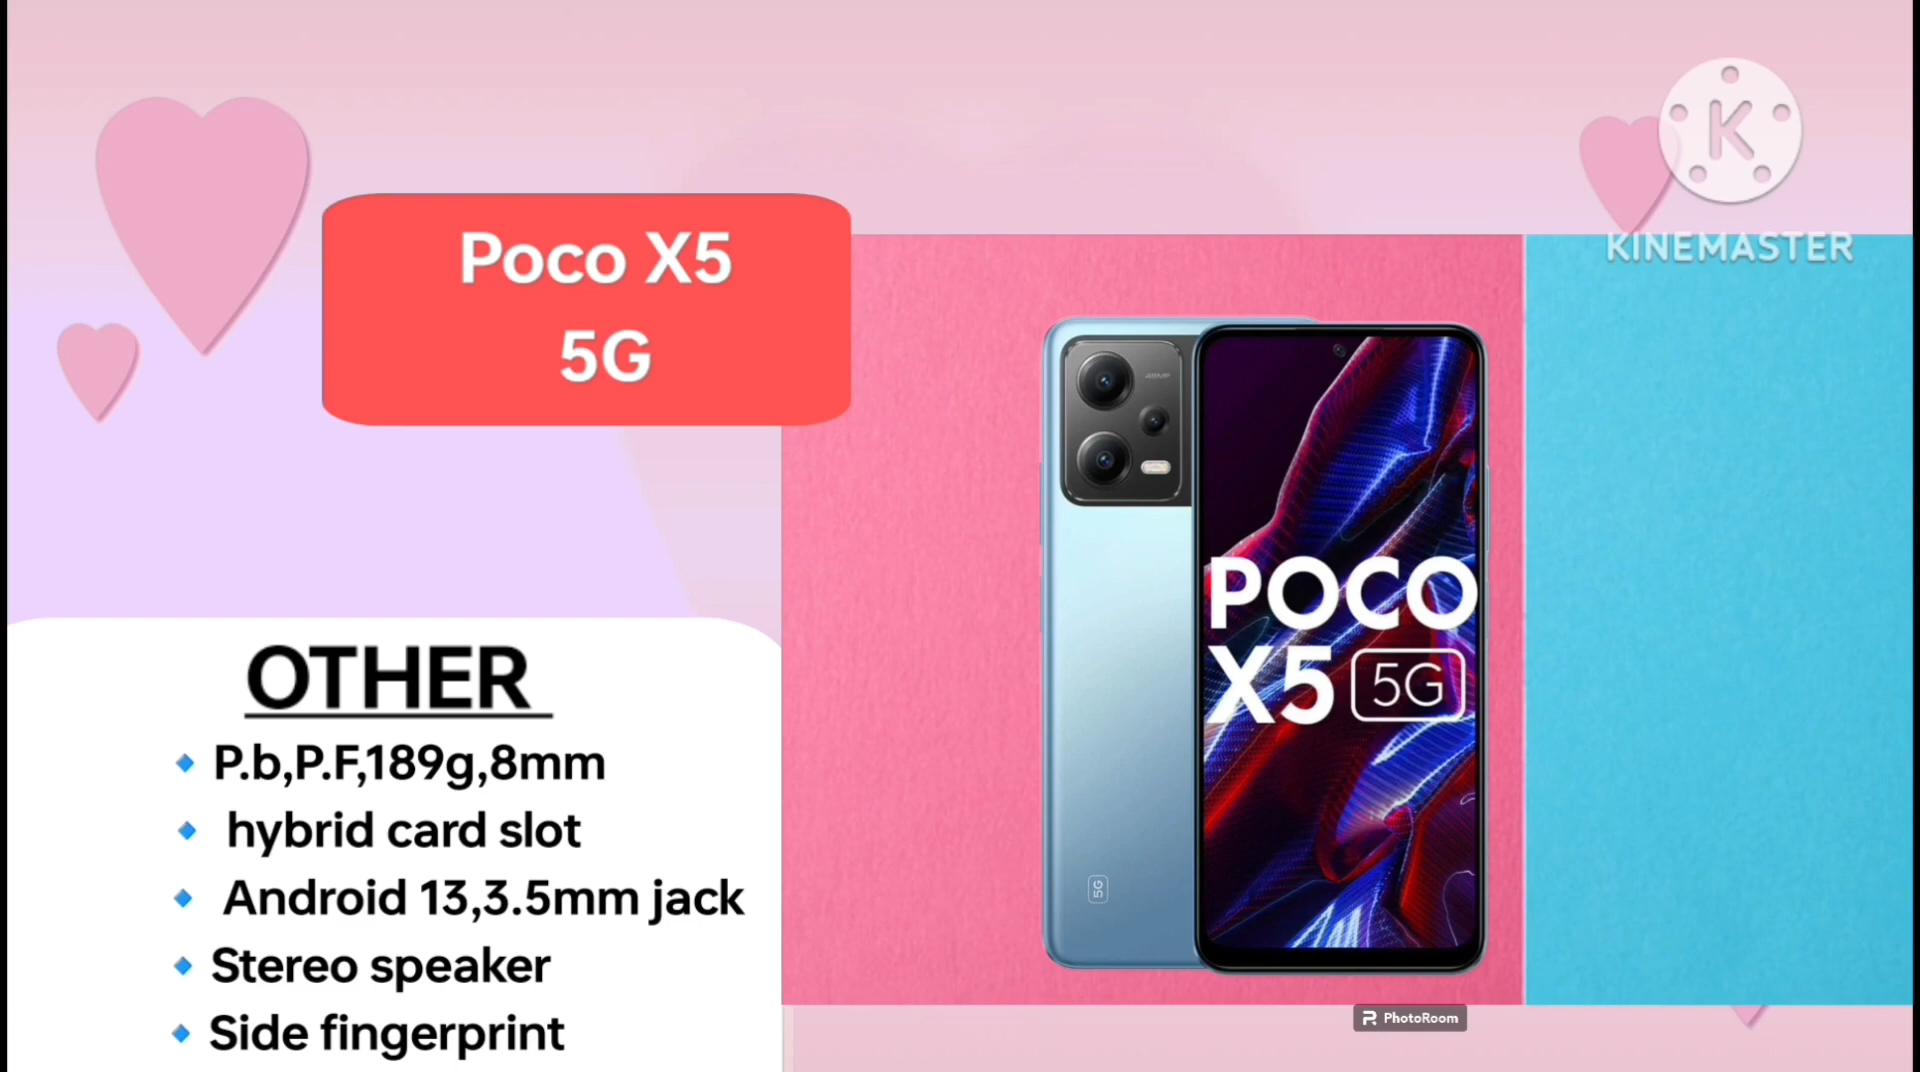 Poco X5
5G
KINEMASTER
48MP
POCO
X5 5G
5G
OTHER
P.b,P.F,189g,8mm
hybrid card slot
Android 13,3.5mm jack
Stereo speaker
Side fingerprint
PhotoRoom